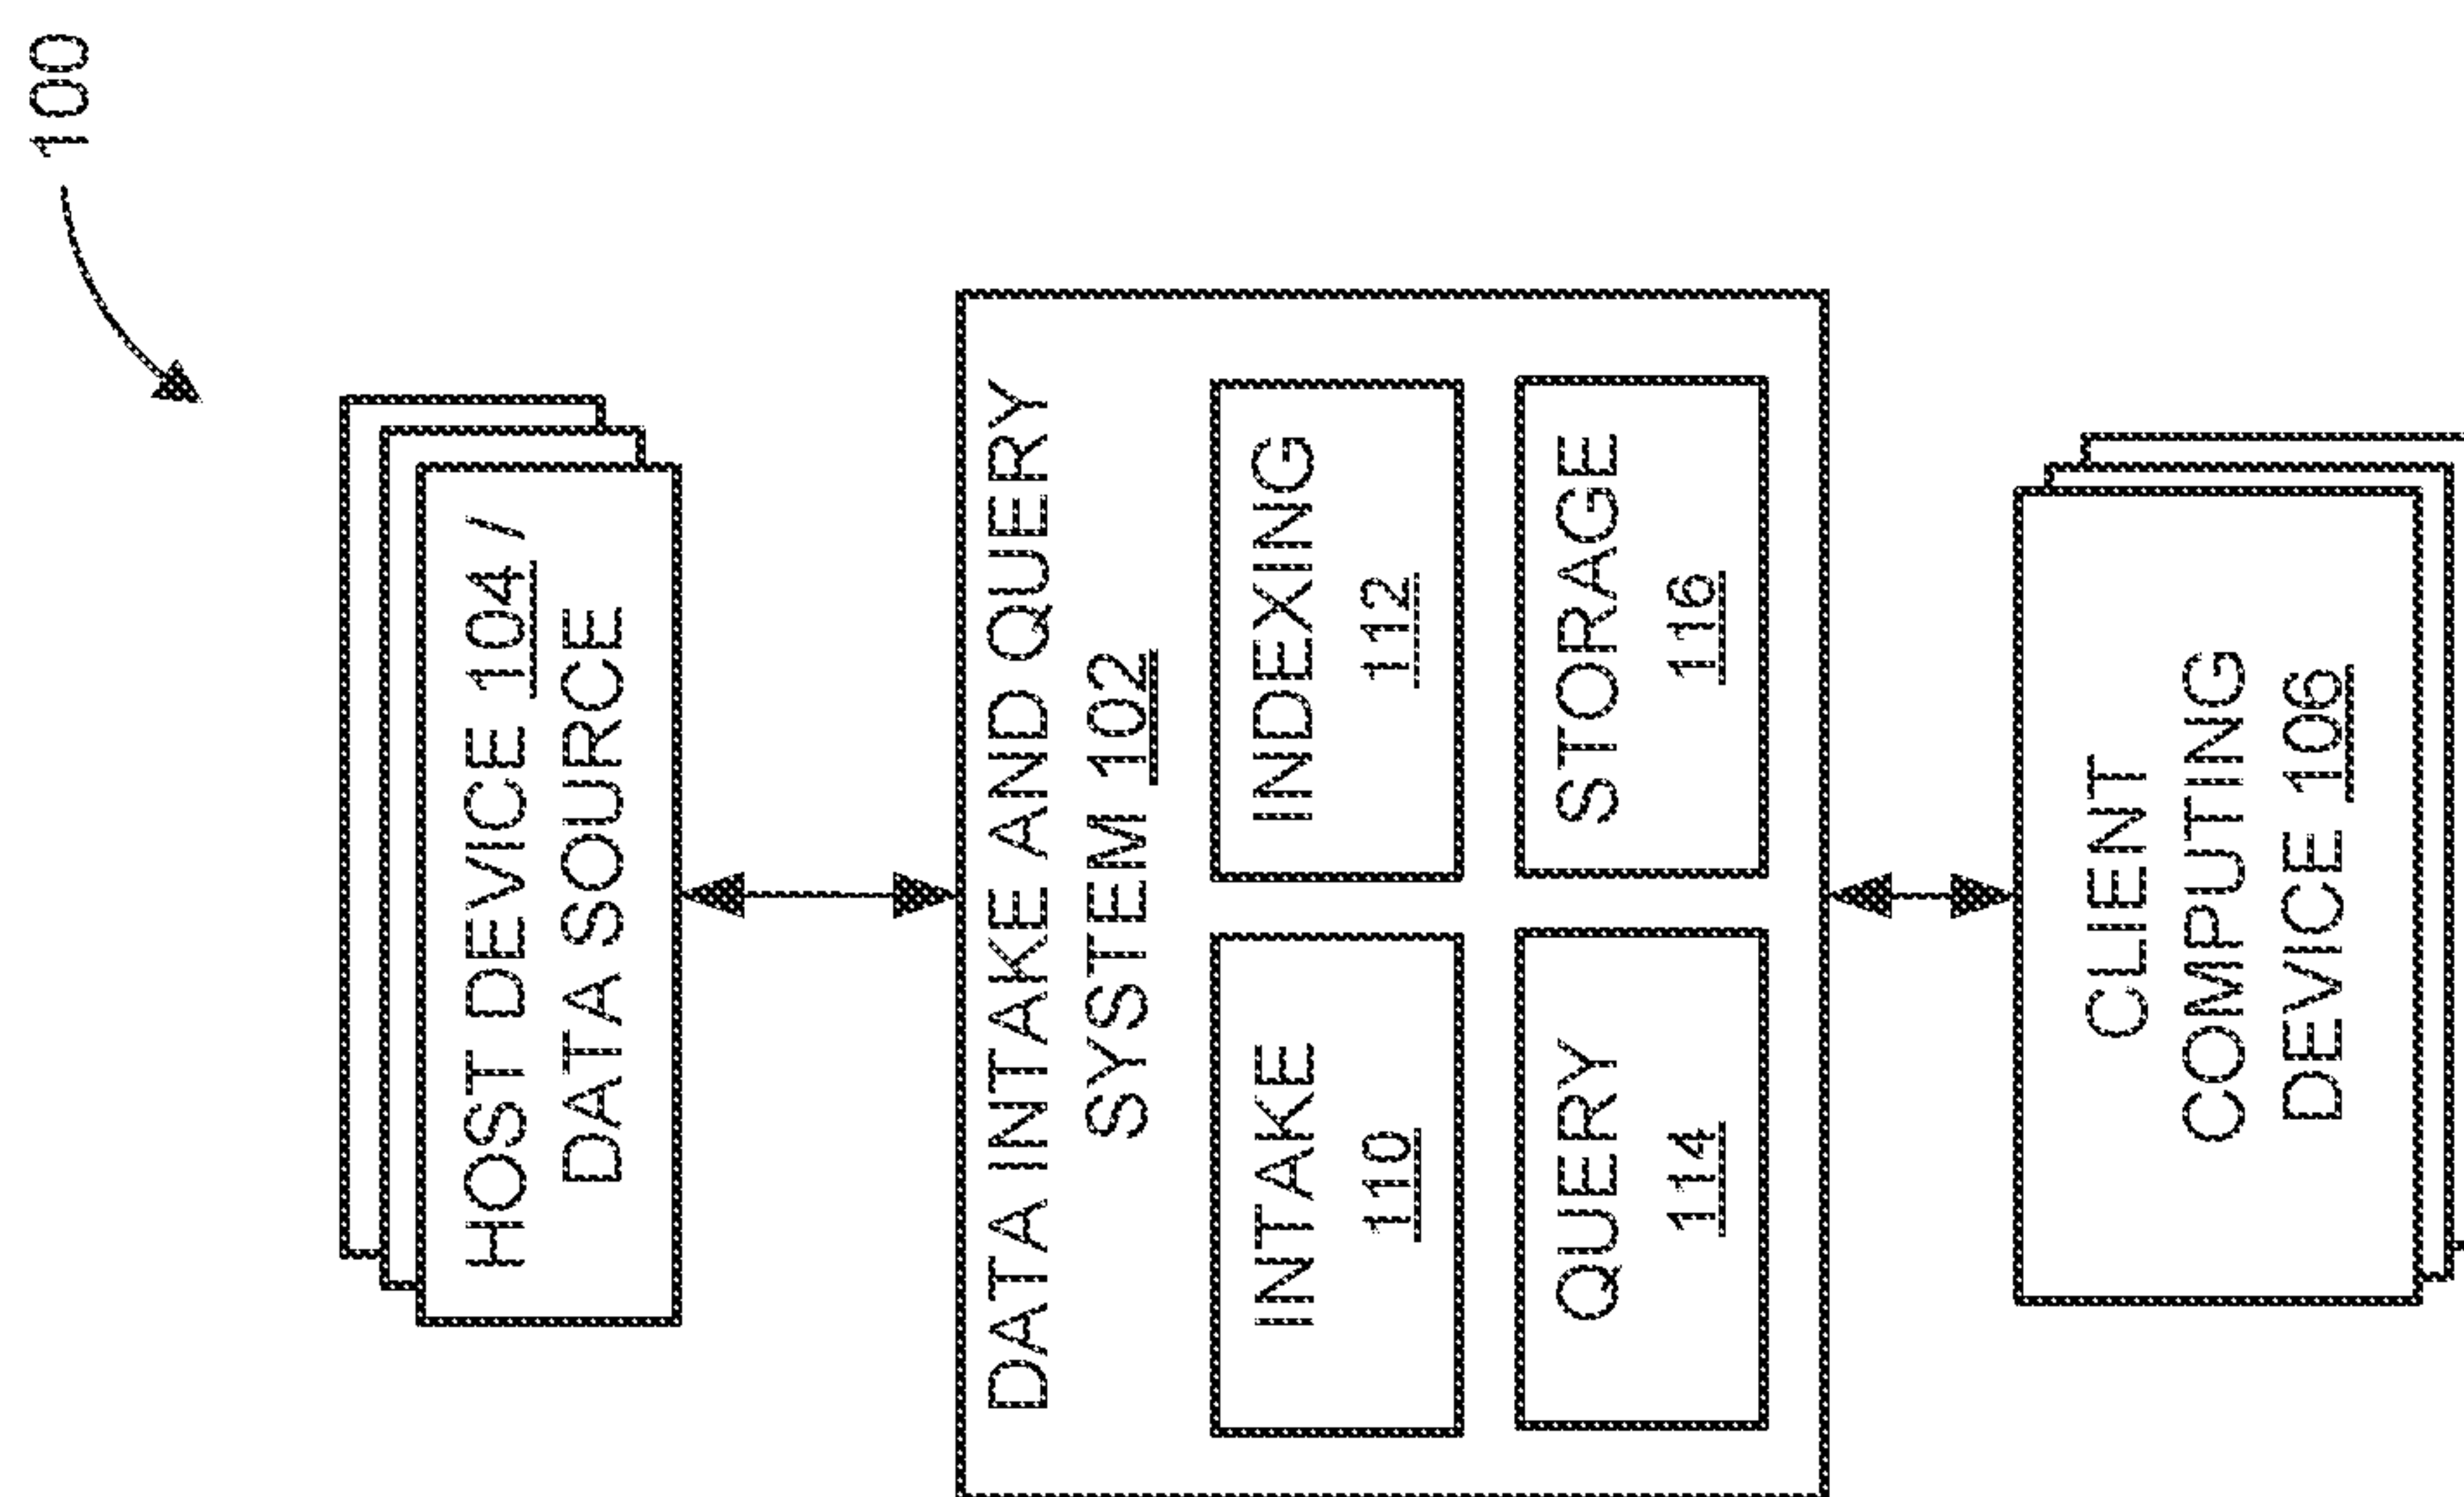 100
HOST DEVICE 104 /
DATA SOURCE
DATA INTAKE AND QUERY
SYSTEM 102
INTAKE
110
INDEXING
112
QUERY
114
STORAGE
116
CLIENT
COMPUTING
DEVICE 106